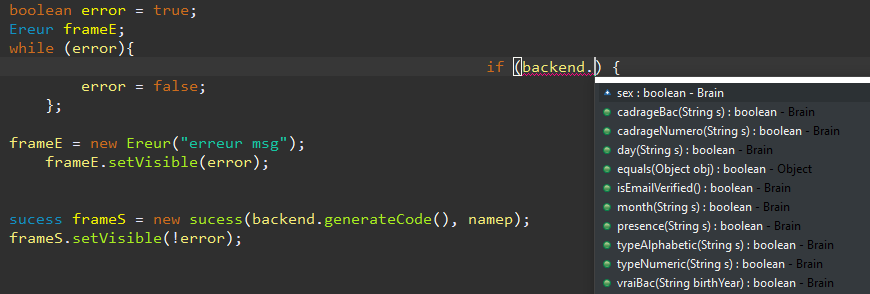 boolean error = true;
Ereur frameE;
while (error){
if (backend.) {
error = false;
};
frameE = new Ereur("erreur msg");
frameE.setVisible(error);
sucess frameS = new sucess(backend.generateCode(), namep);
frameS.setVisible(!error);
sex : boolean - Brain
cadrageBac(String s) : boolean - Brain
cadrageNumero(String s) : boolean - Brain
day(String s) : boolean - Brain
equals(Object obj) : boolean - Object
isEmailVerified() : boolean - Brain
month(String s) : boolean - Brain
presence(String s) : boolean - Brain
typeAlphabetic(String s) : boolean - Brain
typeNumeric(String s) : boolean - Brain
vraiBac(String birthYear) : boolean - Brain